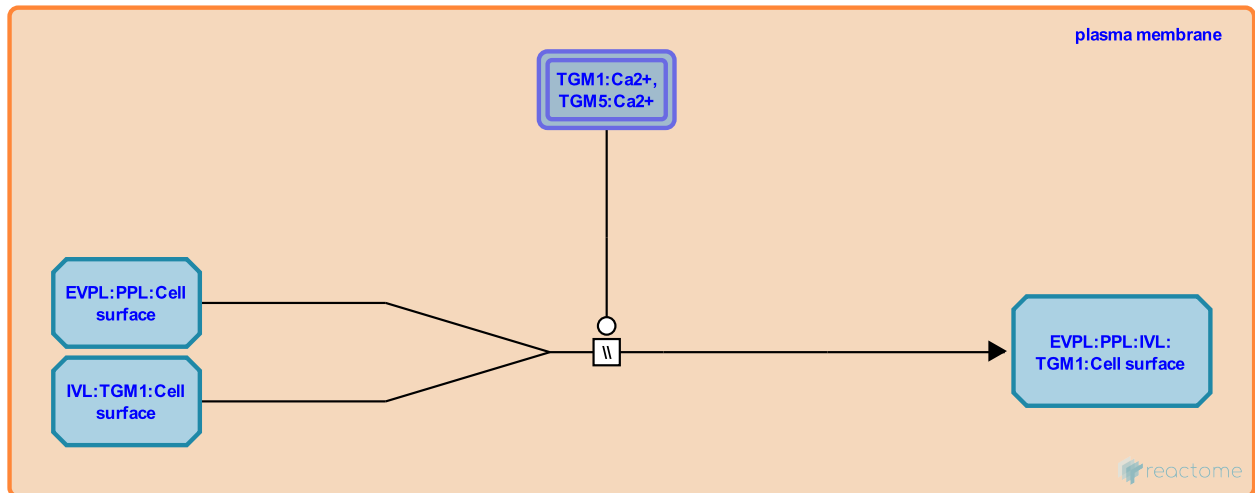 plasma membrane
TGM1:Ca2+,
TGM5:Ca2+
EVPL:PPL:Cell
surface
\\
IVL:TGM1:Cell
surface
EVPL:PPL:IVL:
TGM1:Cell surface
reactome